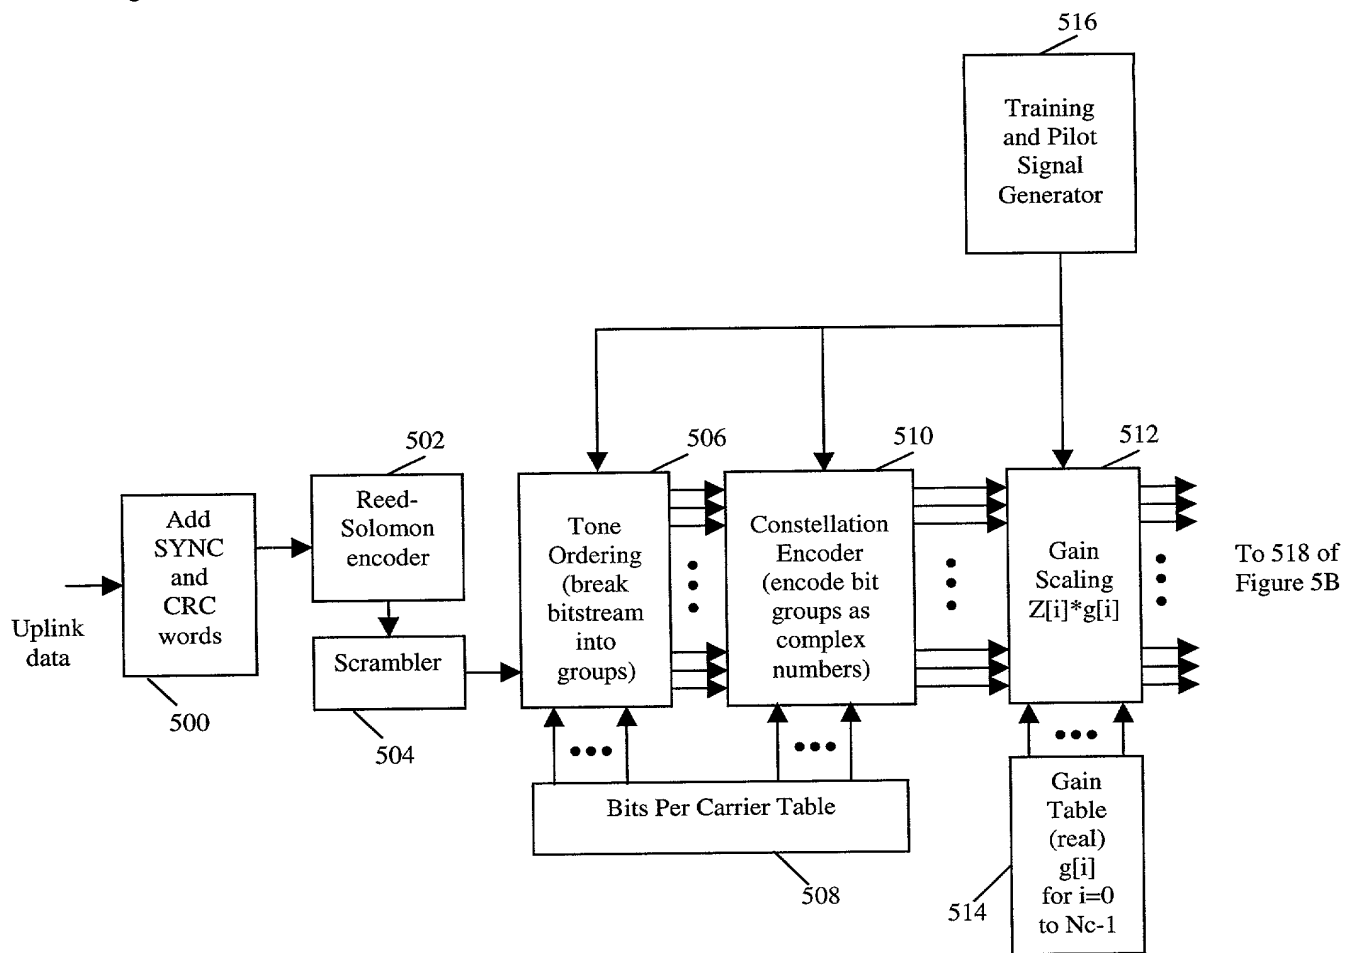 516
Training
and Pilot
Signal
Generator
502
506
510
512
Add
SYNC
and
CRC
words
Reed-
Solomon
encoder
Tone
Ordering
(break
bitstream
into
groups)
Constellation
Encoder
(encode bit
groups as
complex
numbers)
Gain
Scaling
Z[i]*g[i]
To 518 of
Figure 5B
Uplink
data
Scrambler
500
504
Bits Per Carrier Table
508
Gain
Table
(real)
g[i]
for i=0
to Nc-1
514